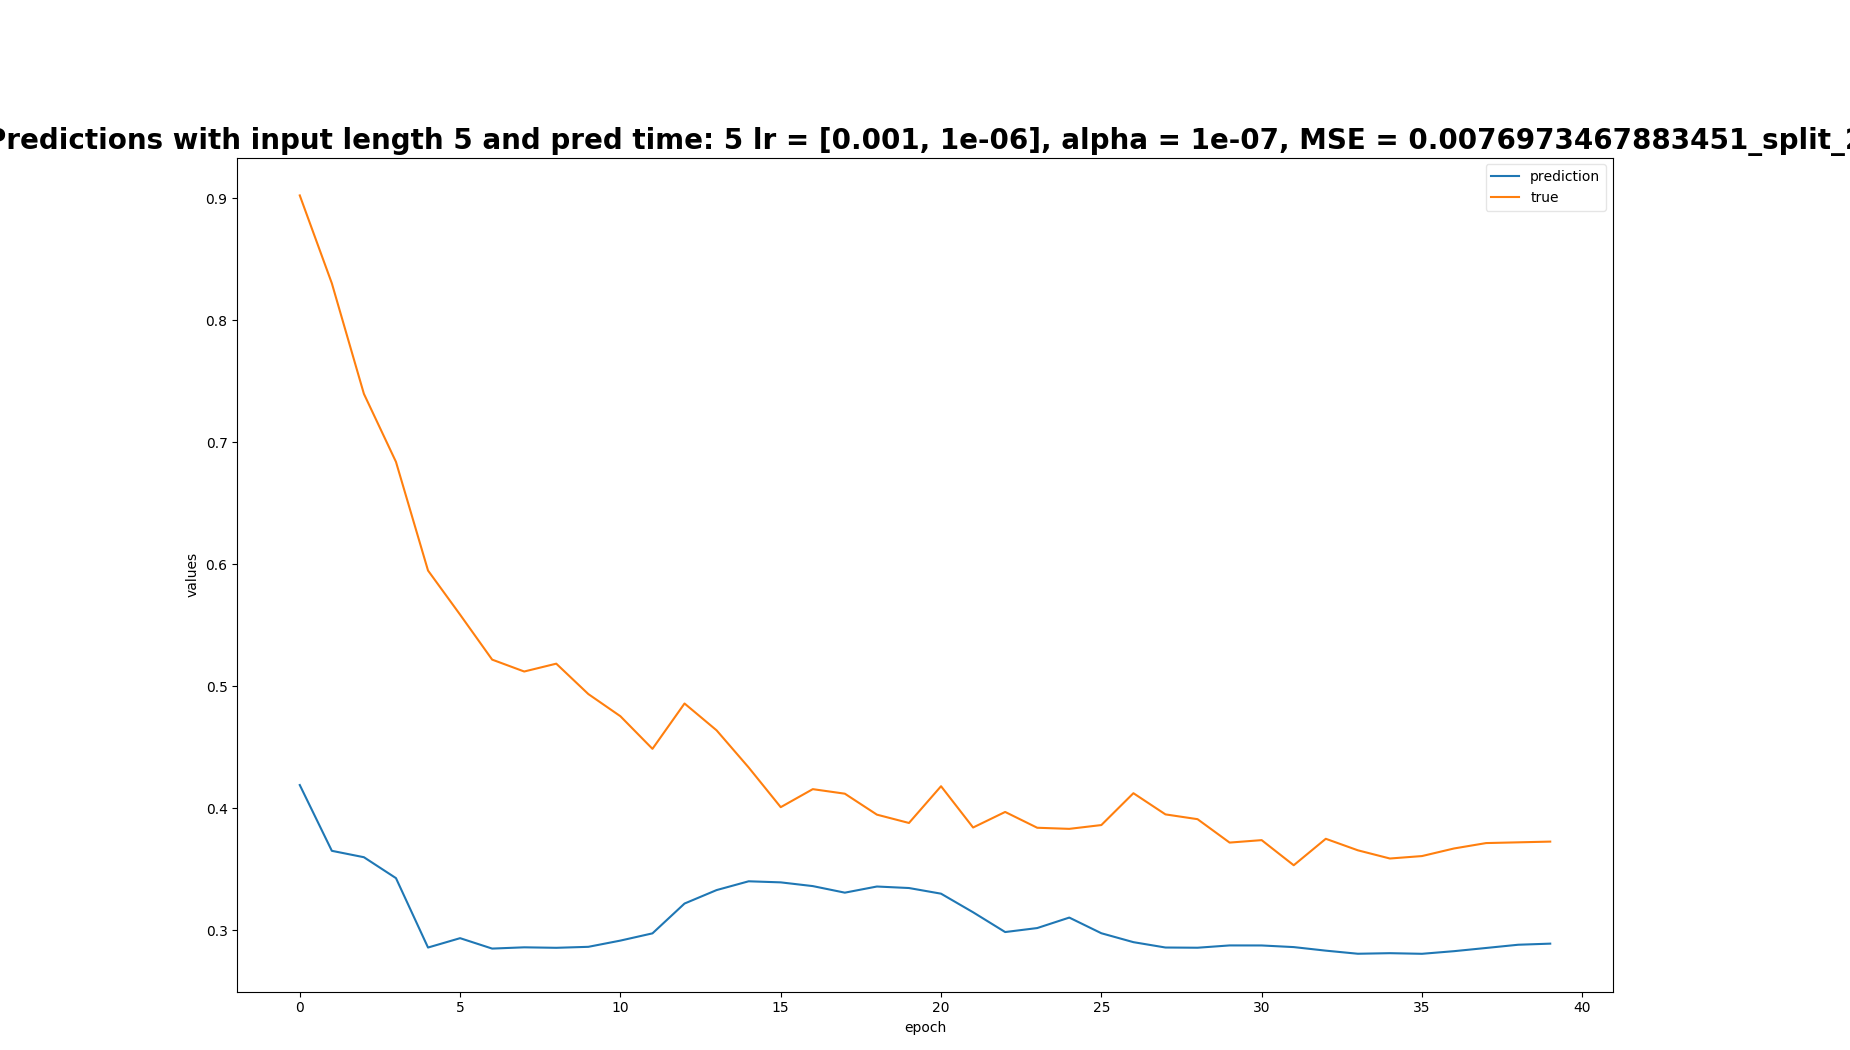 Predictions with input length 5 and pred time: 5 lr = [0.001, 1e-06], alpha = 1e-07, MSE = 0.0076973467883451_split_2
prediction
true
0.9
0.8
0.7
0.6
0.5
0.4
0.3
values
0 5 10 15 20 25 30 35 40
epoch